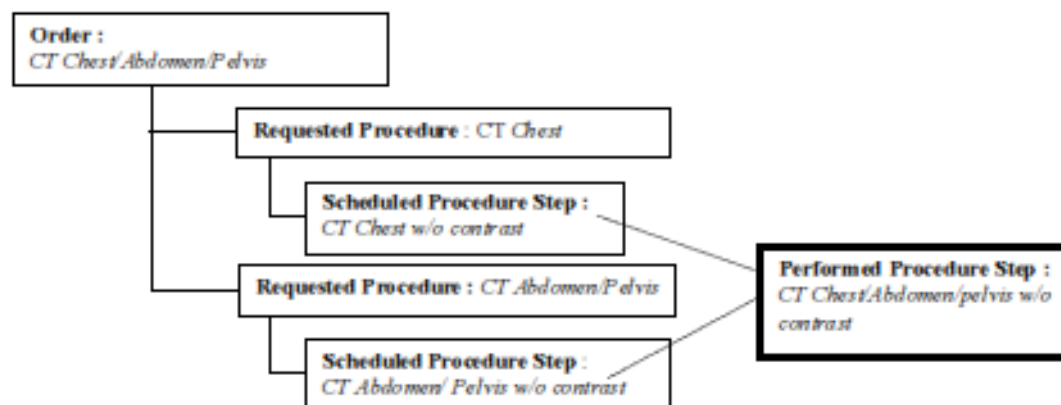 Order :
CT Chest/Abdomen/Pelvis
Requested Procedure : CT Chest
Scheduled Procedure Step :
CT Chest w/o contrast
Requested Procedure : CT Abdomen/Pelvis
Scheduled Procedure Step :
CT Abdomen/ Pelvis w/o contrast
Performed Procedure Step :
CT Chest/Abdomen/pelvis w/o
contrast